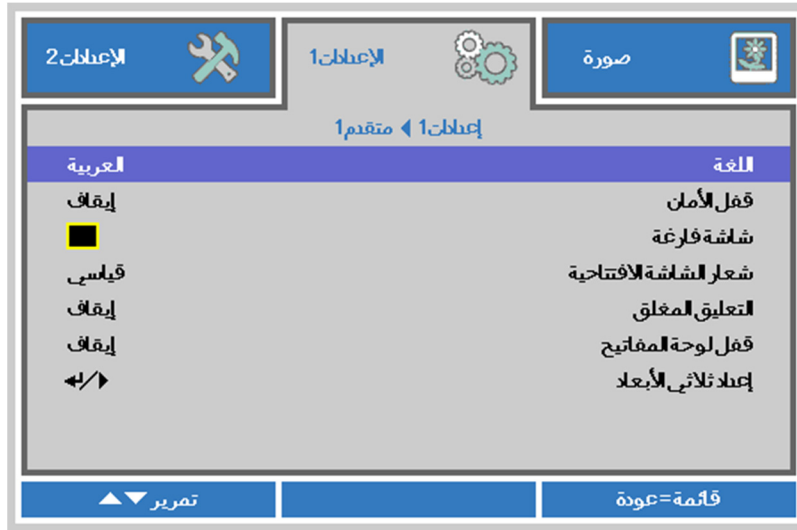 صورة
الإعدادات1
الإعدادات2
إعدادات1 متقدم1
اللغة العربية
قفل الأمان إيقاف
شاشة فارغة
شعار الشاشة الافتتاحية قياسي
التعليق المغلق إيقاف
قفل لوحة المفاتيح إيقاف
إعداد ثلاثي الأبعاد
قائمة=عودة
تمرير